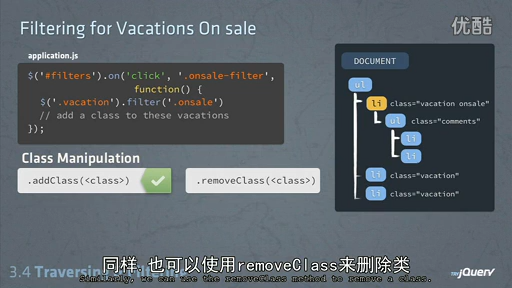 Filtering for Vacations On sale
优酷
application.js
$('#filters').on('click', '.onsale-filter',
function() {
$('.vacation').filter('.onsale')
// add a class to these vacations
});
DOCUMENT
ul
li class="vacation onsale"
ul class="comments"
li
li
li class="vacation"
li class="vacation"
Class Manipulation
.addClass(<class>)
.removeClass(<class>)
同样 也可以使用removeClass来删除类
3.4 Traversing
Similarly, we can use the removeClass method to remove a class.
TRY jQuery